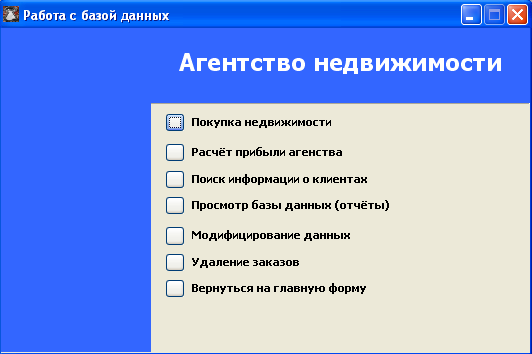 Работа с базой данных
Агентство недвижимости
Покупка недвижимости
Расчёт прибыли агенства
Поиск информации о клиентах
Просмотр базы данных (отчёты)
Модифицирование данных
Удаление заказов
Вернуться на главную форму